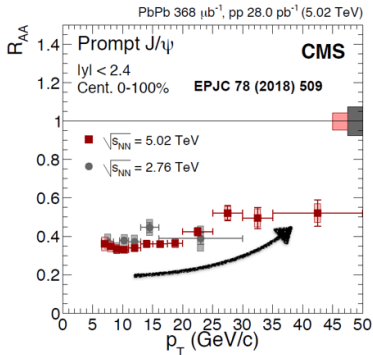 PbPb 368 μb⁻¹, pp 28.0 pb⁻¹ (5.02 TeV)
R_AA
1.4
1.2
1
0.8
0.6
0.4
0.2
0
Prompt J/ψ
CMS
|y| < 2.4
Cent. 0-100%
EPJC 78 (2018) 509
√s_NN = 5.02 TeV
√s_NN = 2.76 TeV
0 5 10 15 20 25 30 35 40 45 50
p_T (GeV/c)